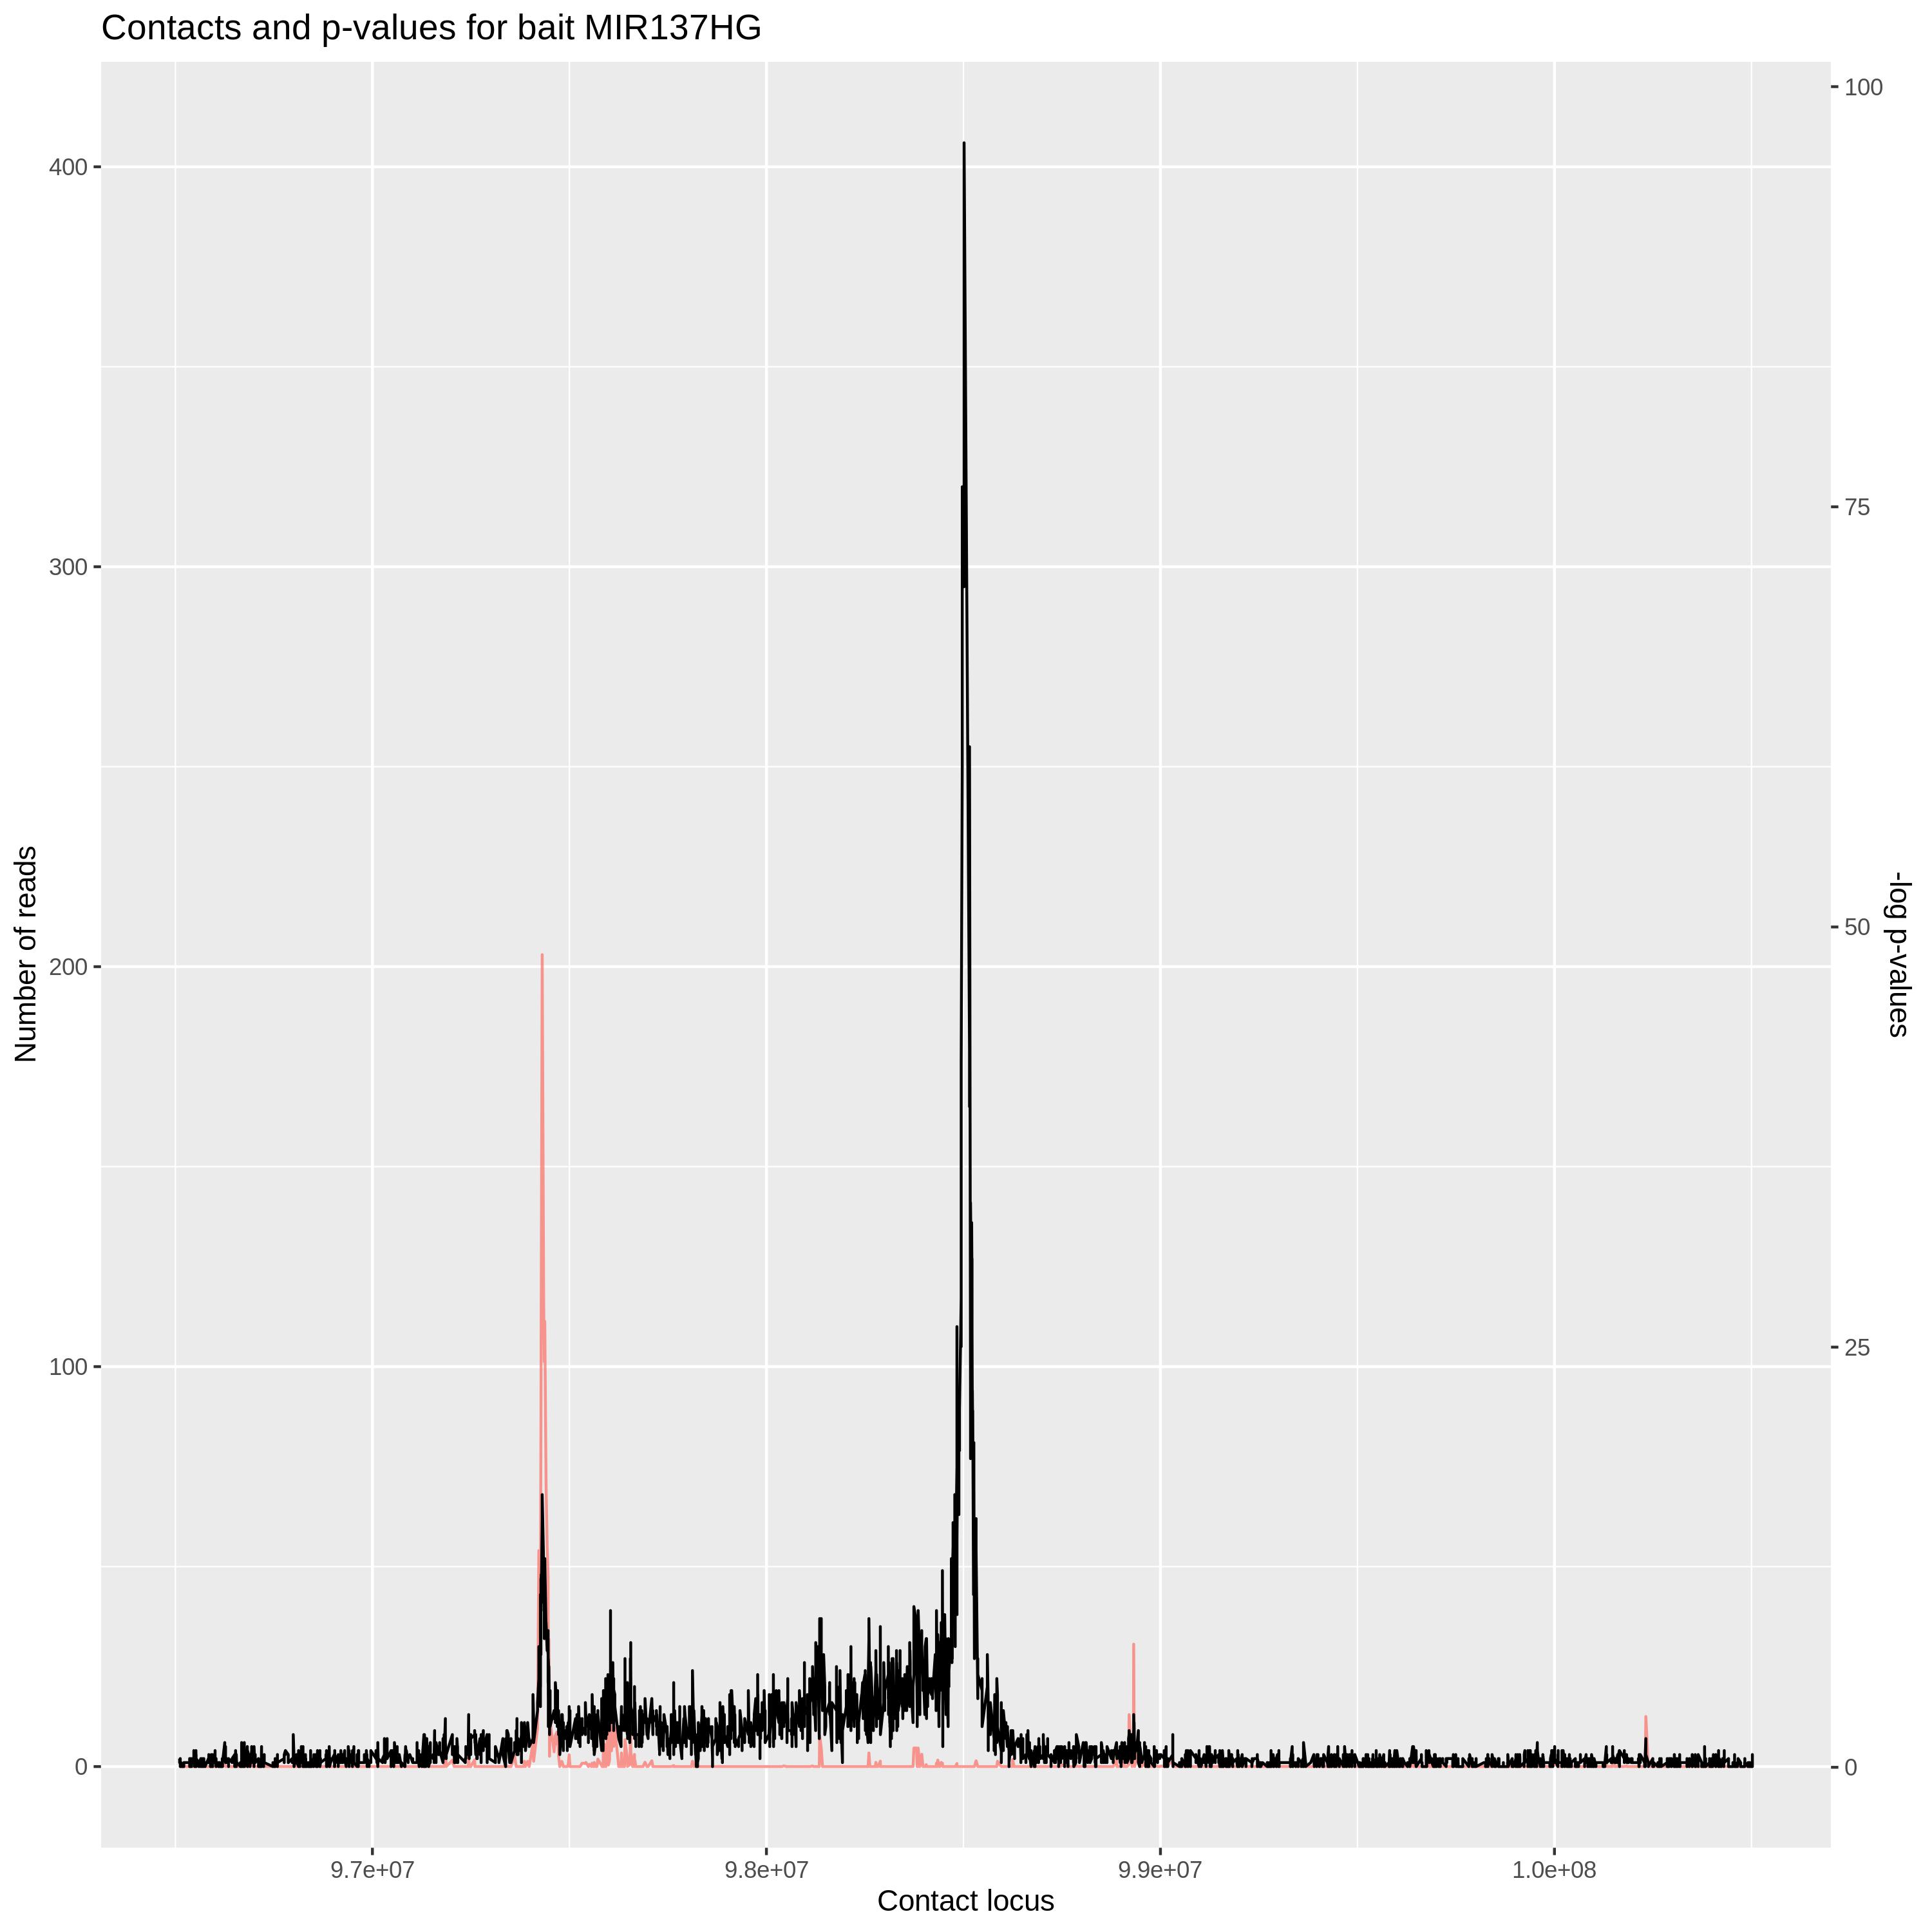 Contacts and p-values for bait MIR137HG
400
300
200
100
0
Number of reads
100
75
50
25
0
-log p-values
9.7e+07
9.8e+07
9.9e+07
1.0e+08
Contact locus